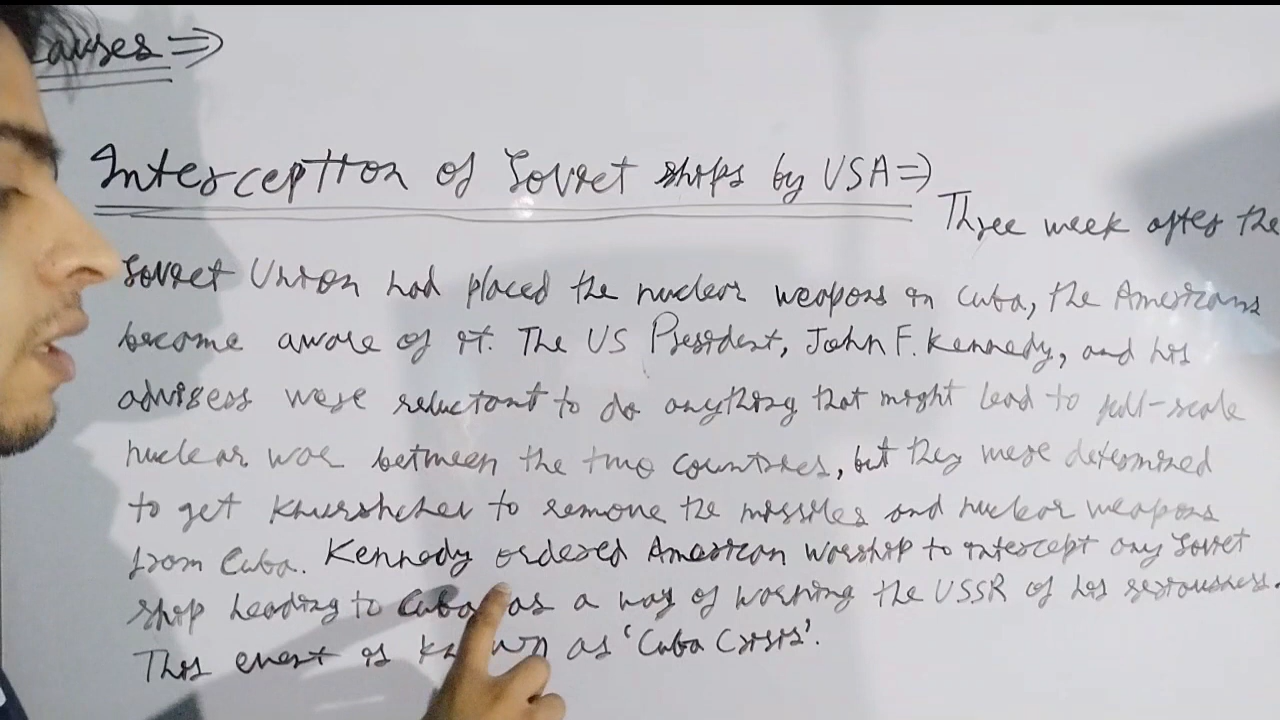 Causes ⇒
Interception of Soviet ships by USA ⇒
Three week after the
Soviet Union had placed the nuclear weapons in Cuba, the Americans
become aware of it. The US President, John F. Kennedy, and his
advisers were reluctant to do anything that might lead to full-scale
nuclear war between the two countries, but they were determined
to get Khurshchev to remove the missiles and nuclear weapons
from Cuba. Kennedy ordered American warship to intercept any Soviet
ship heading to Cuba as a way of warning the USSR of his seriousness.
This event is known as 'Cuba Crisis'.